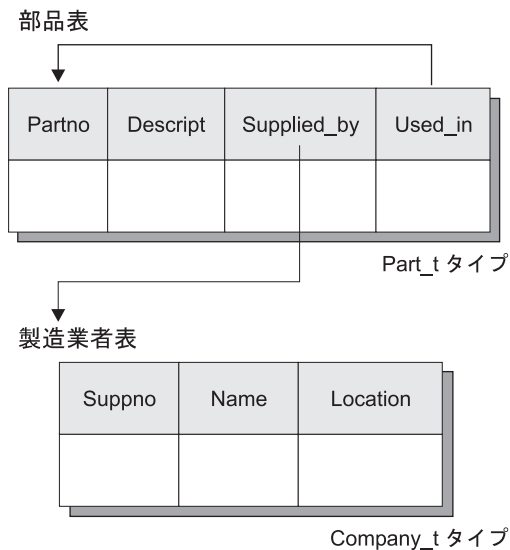 部品表
Partno Descript Supplied_by Used_in
Part_t タイプ
製造業者表
Suppno Name Location
Company_t タイプ